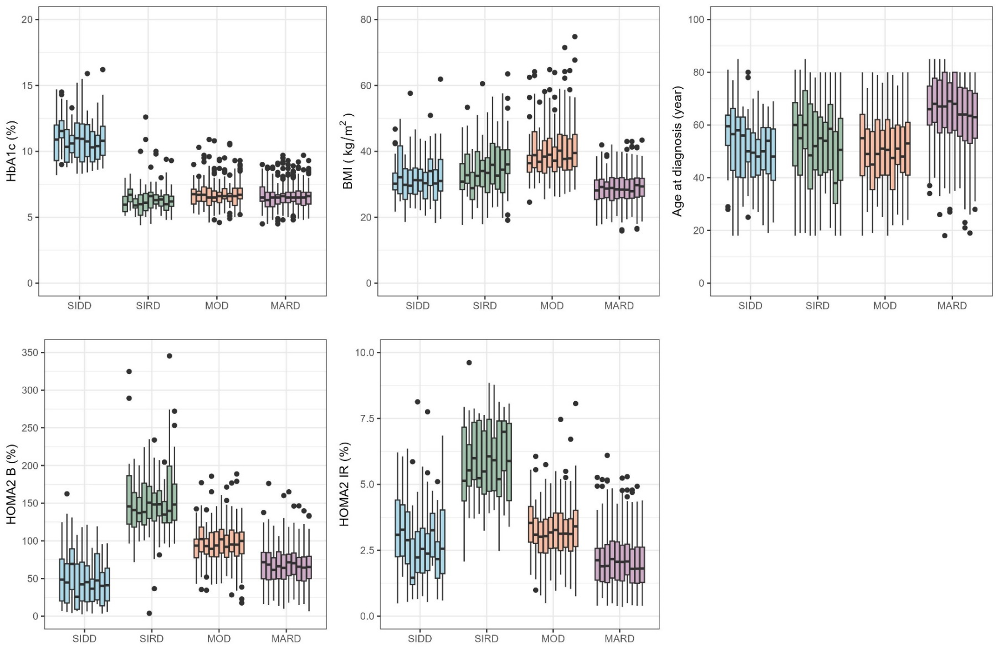 HbA1c (%)
20
15
10
5
0
SIDD SIRD MOD MARD
BMI ( kg/m² )
80
60
40
20
0
SIDD SIRD MOD MARD
Age at diagnosis (year)
100
80
60
40
20
0
SIDD SIRD MOD MARD
HOMA2 B (%)
350
300
250
200
150
100
50
0
SIDD SIRD MOD MARD
HOMA2 IR (%)
10.0
7.5
5.0
2.5
0.0
SIDD SIRD MOD MARD